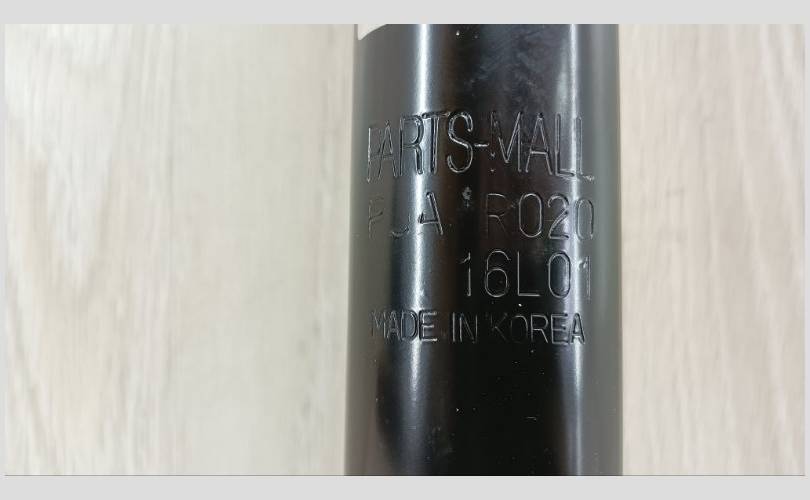 PARTS-MALL
PJA R020
16L01
MADE IN KOREA